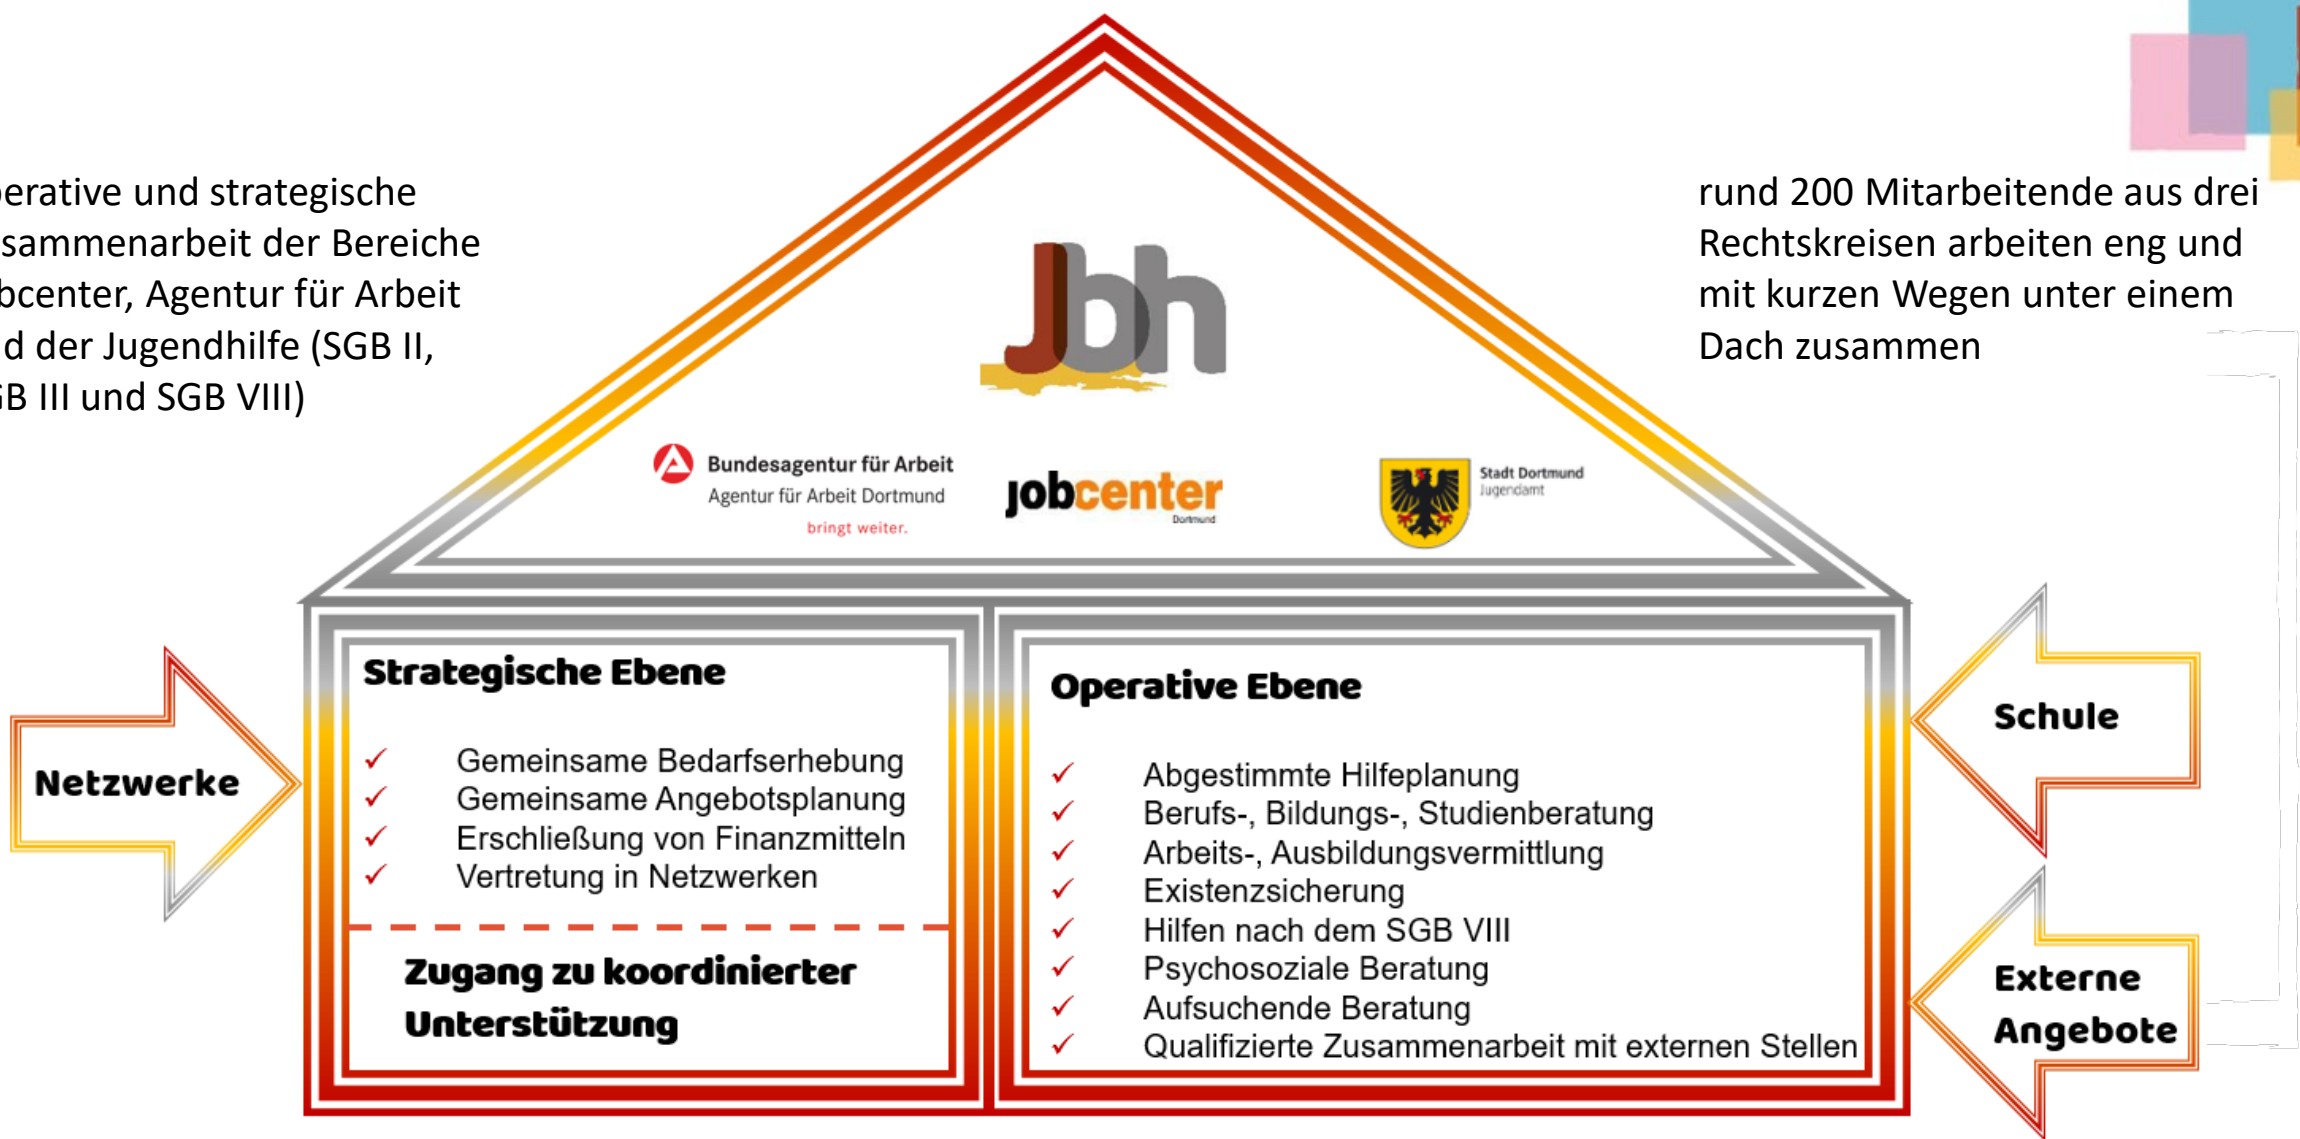 erative und strategische
sammenarbeit der Bereiche
bcenter, Agentur für Arbeit
d der Jugendhilfe (SGB II,
GB III und SGB VIII)
rund 200 Mitarbeitende aus drei
Rechtskreisen arbeiten eng und
mit kurzen Wegen unter einem
Dach zusammen
Jbh
Bundesagentur für Arbeit
Agentur für Arbeit Dortmund
bringt weiter.
jobcenter
Dortmund
Stadt Dortmund
Jugendamt
Netzwerke
Strategische Ebene
✓ Gemeinsame Bedarfserhebung
✓ Gemeinsame Angebotsplanung
✓ Erschließung von Finanzmitteln
✓ Vertretung in Netzwerken
Zugang zu koordinierter
Unterstützung
Operative Ebene
✓ Abgestimmte Hilfeplanung
✓ Berufs-, Bildungs-, Studienberatung
✓ Arbeits-, Ausbildungsvermittlung
✓ Existenzsicherung
✓ Hilfen nach dem SGB VIII
✓ Psychosoziale Beratung
✓ Aufsuchende Beratung
✓ Qualifizierte Zusammenarbeit mit externen Stellen
Schule
Externe
Angebote